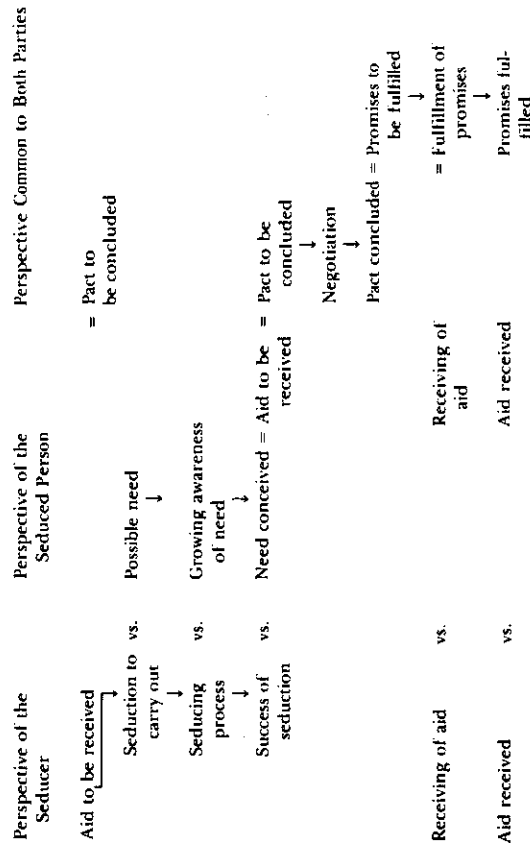 Perspective of the Seducer
Perspective of the Seduced Person
Perspective Common to Both Parties
Aid to be received
= Pact to be concluded
Seduction to carry out
vs.
Possible need
Seducing process
vs.
Growing awareness of need
Success of seduction
vs.
Need conceived = Aid to be received
= Pact to be concluded
Negotiation
Pact concluded = Promises to be fulfilled
Receiving of aid
vs.
Receiving of aid
= Fulfillment of promises
Aid received
vs.
Aid received
Promises ful-
filled